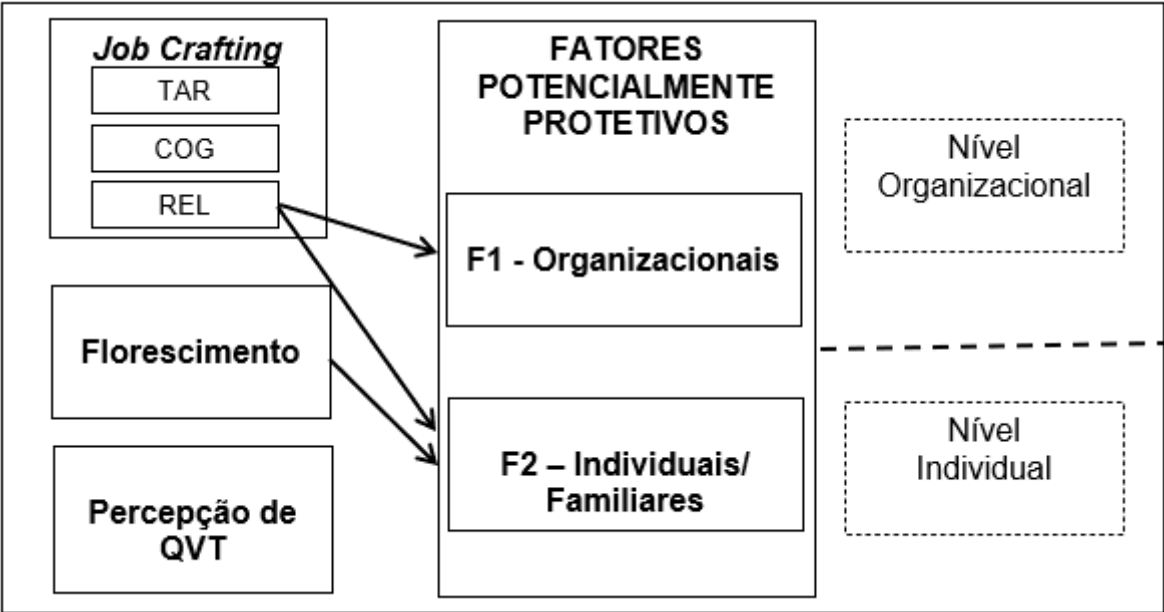 Job Crafting
TAR
COG
REL
Florescimento
Percepção de
QVT
FATORES
POTENCIALMENTE
PROTETIVOS
F1 - Organizacionais
F2 – Individuais/
Familiares
Nível
Organizacional
Nível
Individual